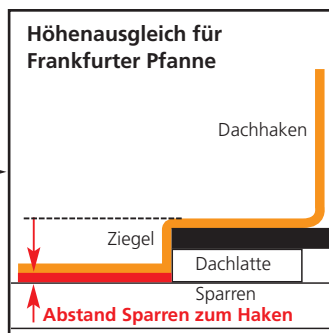 Höhenausgleich für
Frankfurter Pfanne
Dachhaken
Ziegel
Dachlatte
Sparren
Abstand Sparren zum Haken